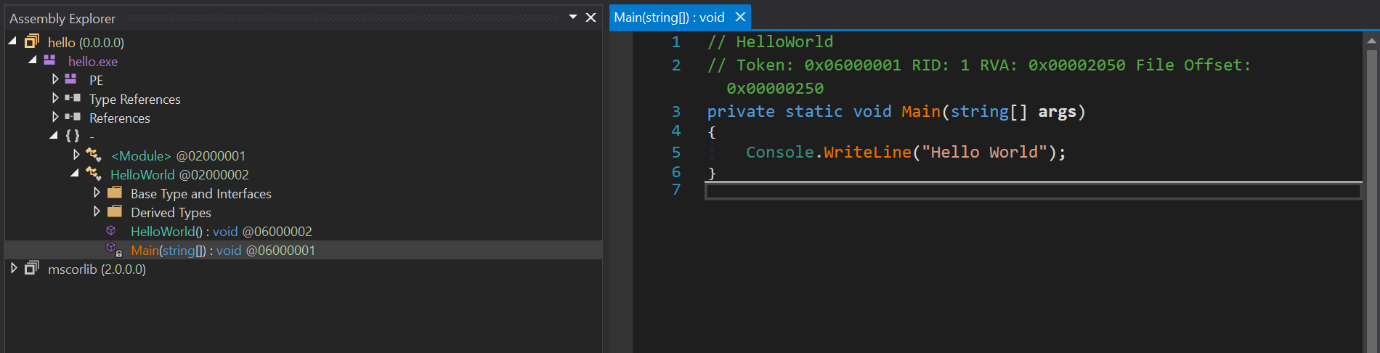 Assembly Explorer
hello (0.0.0.0)
hello.exe
PE
Type References
References
{ } -
<Module> @02000001
HelloWorld @02000002
Base Type and Interfaces
Derived Types
HelloWorld() : void @06000002
Main(string[]) : void @06000001
mscorlib (2.0.0.0)
Main(string[]) : void
1 // HelloWorld
2 // Token: 0x06000001 RID: 1 RVA: 0x00002050 File Offset:
0x00000250
3 private static void Main(string[] args)
4 {
5 Console.WriteLine("Hello World");
6 }
7